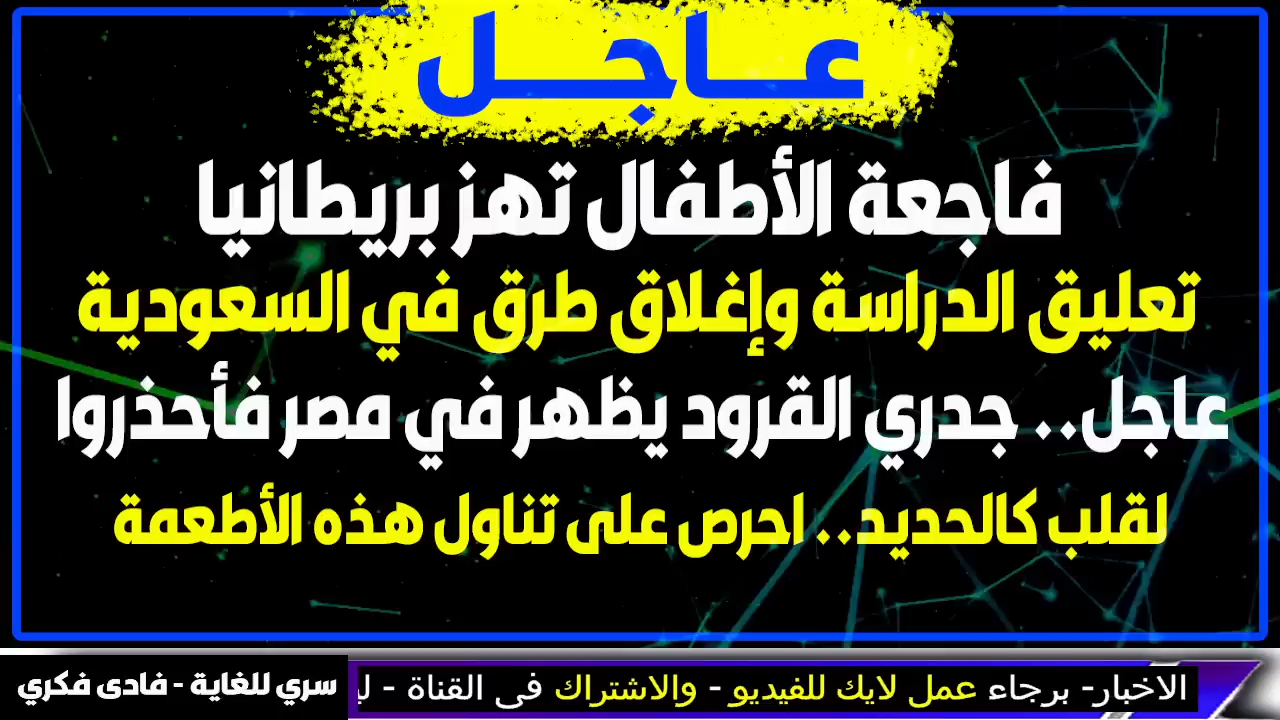 عاجل
فاجعة الأطفال تهز بريطانيا
تعليق الدراسة وإغلاق طرق في السعودية
عاجل.. جدري القرود يظهر في مصر فأحذروا
لقلب كالحديد.. احرص على تناول هذه الأطعمة
الاخبار- برجاء عمل لايك للفيديو - والاشتراك فى القناة -
سري للغاية - فادى فكري